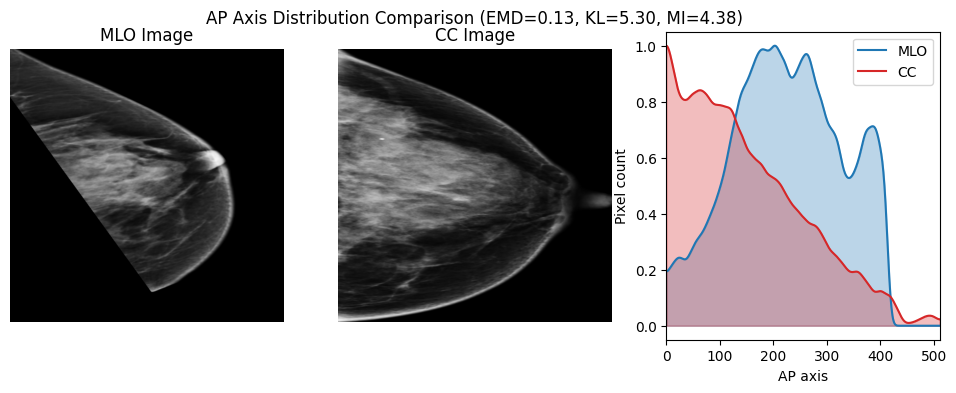 AP Axis Distribution Comparison (EMD=0.13, KL=5.30, MI=4.38)
MLO Image
CC Image
MLO
CC
Pixel count
1.0
0.8
0.6
0.4
0.2
0.0
0
100
200
300
400
500
AP axis